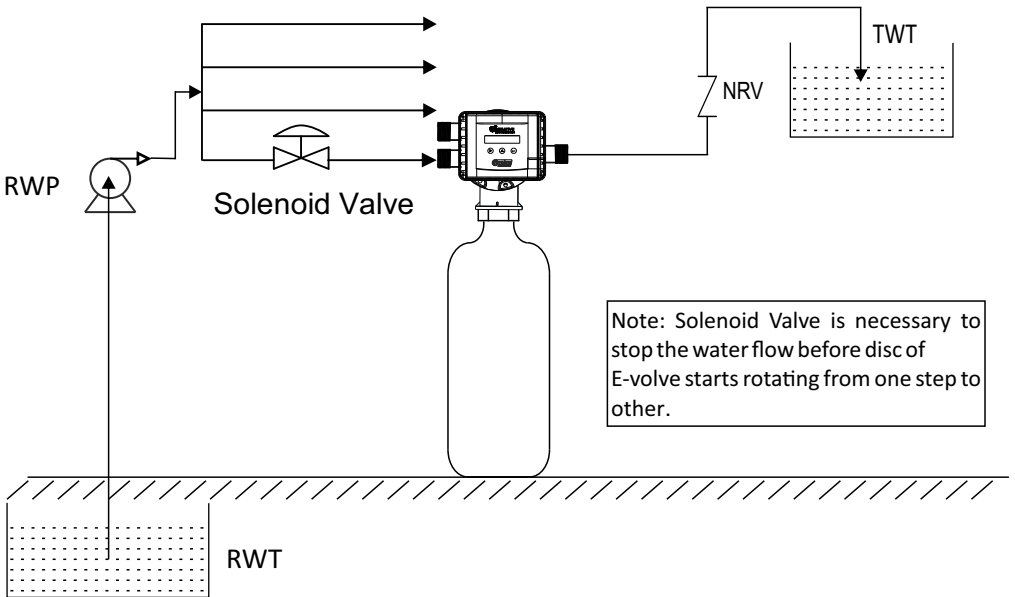 TWT
NRV
RWP
Solenoid Valve
Note: Solenoid Valve is necessary to
stop the water flow before disc of
E-volve starts rotating from one step to
other.
RWT